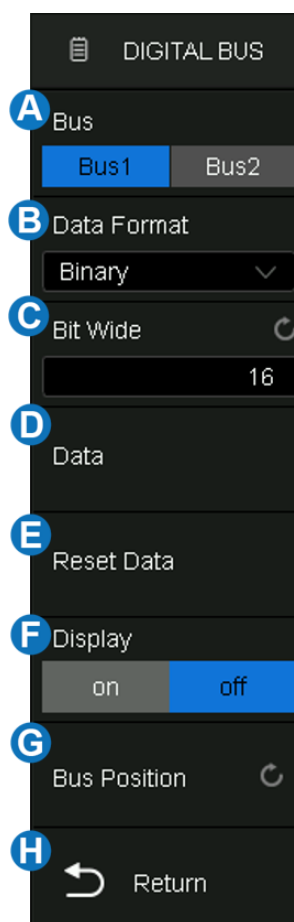 DIGITAL BUS
A
Bus
Bus1 Bus2
B
Data Format
Binary
C
Bit Wide
16
D
Data
E
Reset Data
F
Display
on off
G
Bus Position
H
Return